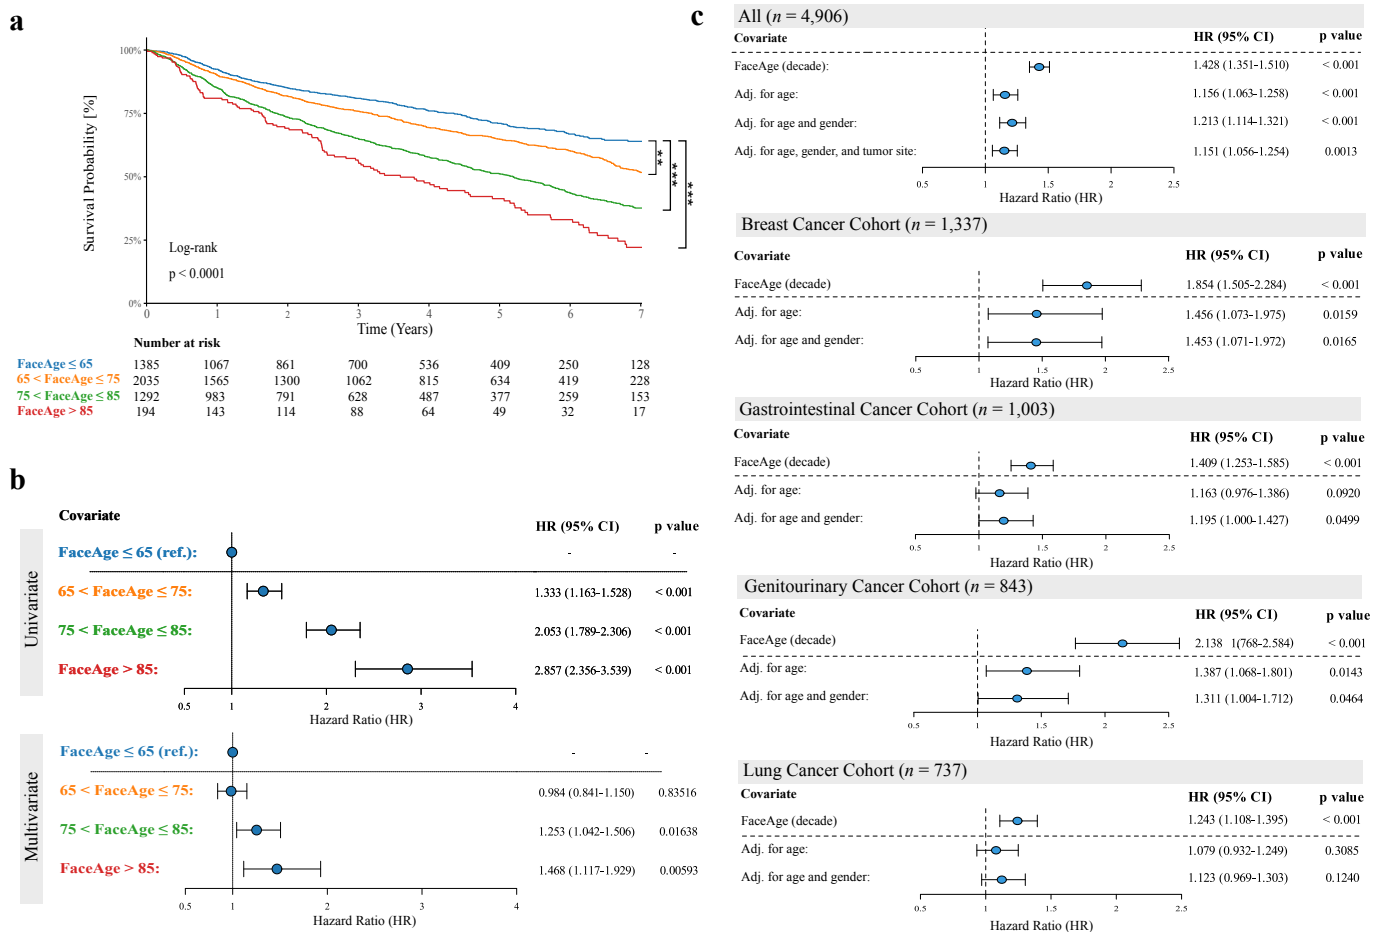 a
100%
75%
50%
25%
0%
Survival Probability [%]
Log-rank
p < 0.0001
**
***
***
0 1 2 3 4 5 6 7
Time (Years)
Number at risk
FaceAge ≤ 65 1385 1067 861 700 536 409 250 128
65 < FaceAge ≤ 75 2035 1565 1300 1062 815 634 419 228
75 < FaceAge ≤ 85 1292 983 791 628 487 377 259 153
FaceAge > 85 194 143 114 88 64 49 32 17
b
Univariate
Covariate HR (95% CI) p value
FaceAge ≤ 65 (ref.): - -
65 < FaceAge ≤ 75: 1.333 (1.163-1.528) < 0.001
75 < FaceAge ≤ 85: 2.053 (1.789-2.306) < 0.001
FaceAge > 85: 2.857 (2.356-3.539) < 0.001
0.5 1 2 3 4
Hazard Ratio (HR)
Multivariate
FaceAge ≤ 65 (ref.): - -
65 < FaceAge ≤ 75: 0.984 (0.841-1.150) 0.83516
75 < FaceAge ≤ 85: 1.253 (1.042-1.506) 0.01638
FaceAge > 85: 1.468 (1.117-1.929) 0.00593
0.5 1 2 3 4
Hazard Ratio (HR)
c
All (n = 4,906)
Covariate HR (95% CI) p value
FaceAge (decade): 1.428 (1.351-1.510) < 0.001
Adj. for age: 1.156 (1.063-1.258) < 0.001
Adj. for age and gender: 1.213 (1.114-1.321) < 0.001
Adj. for age, gender, and tumor site: 1.151 (1.056-1.254) 0.0013
0.5 1 1.5 2 2.5
Hazard Ratio (HR)
Breast Cancer Cohort (n = 1,337)
Covariate HR (95% CI) p value
FaceAge (decade) 1.854 (1.505-2.284) < 0.001
Adj. for age: 1.456 (1.073-1.975) 0.0159
Adj. for age and gender: 1.453 (1.071-1.972) 0.0165
0.5 1 1.5 2 2.5
Hazard Ratio (HR)
Gastrointestinal Cancer Cohort (n = 1,003)
Covariate HR (95% CI) p value
FaceAge (decade) 1.409 (1.253-1.585) < 0.001
Adj. for age: 1.163 (0.976-1.386) 0.0920
Adj. for age and gender: 1.195 (1.000-1.427) 0.0499
0.5 1 1.5 2 2.5
Hazard Ratio (HR)
Genitourinary Cancer Cohort (n = 843)
Covariate HR (95% CI) p value
FaceAge (decade) 2.138 1(768-2.584) < 0.001
Adj. for age: 1.387 (1.068-1.801) 0.0143
Adj. for age and gender: 1.311 (1.004-1.712) 0.0464
0.5 1 1.5 2 2.5
Hazard Ratio (HR)
Lung Cancer Cohort (n = 737)
Covariate HR (95% CI) p value
FaceAge (decade) 1.243 (1.108-1.395) < 0.001
Adj. for age: 1.079 (0.932-1.249) 0.3085
Adj. for age and gender: 1.123 (0.969-1.303) 0.1240
0.5 1 1.5 2 2.5
Hazard Ratio (HR)